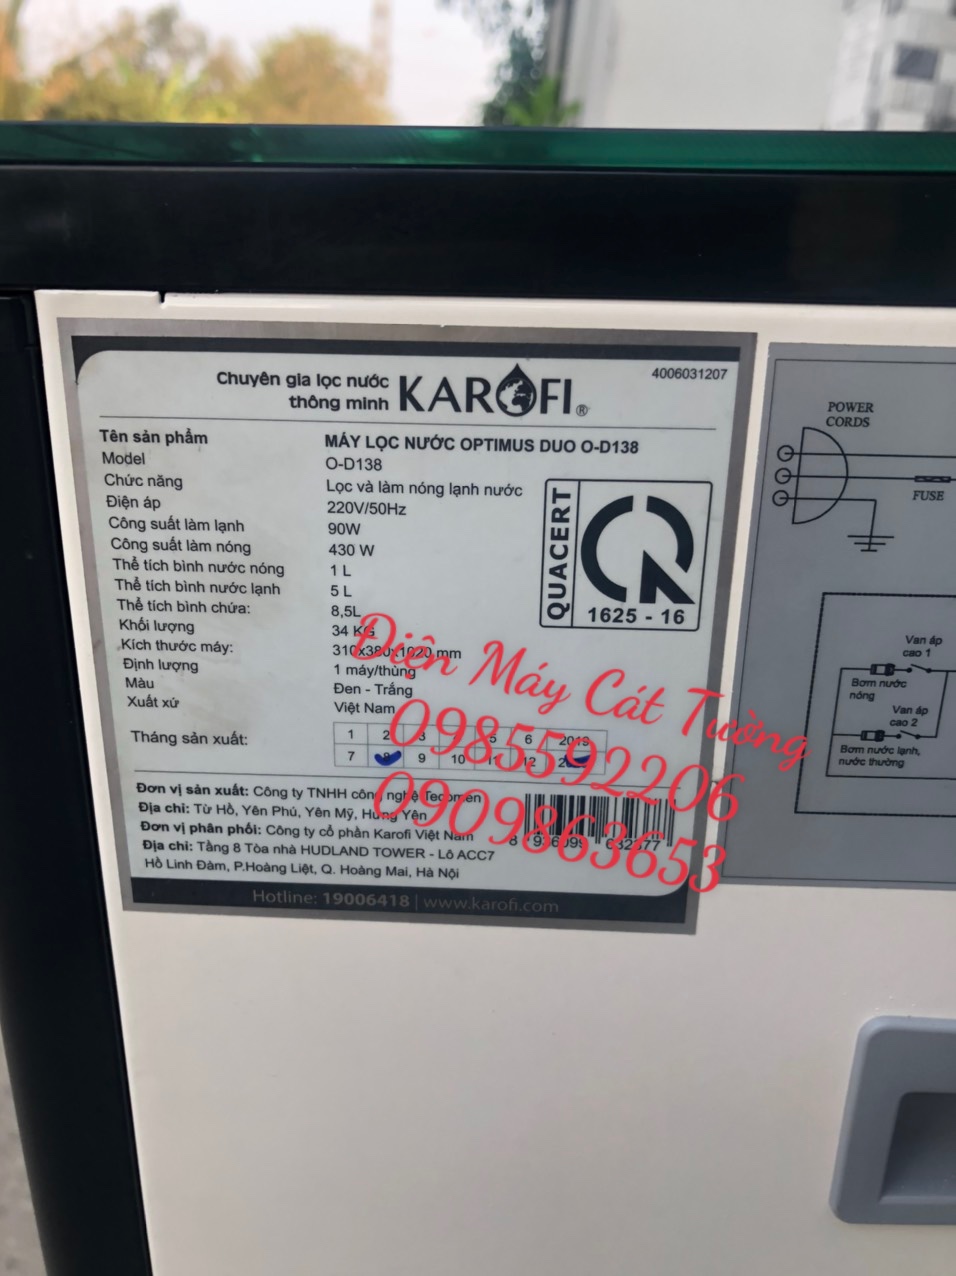 Chuyên gia lọc nước
thông minh
KAROFI®
4006031207
Tên sản phẩm MÁY LỌC NƯỚC OPTIMUS DUO O-D138
Model O-D138
Chức năng Lọc và làm nóng lạnh nước
Điện áp 220V/50Hz
Công suất làm lạnh 90W
Công suất làm nóng 430 W
Thể tích bình nước nóng 1 L
Thể tích bình nước lạnh 5 L
Thể tích bình chứa: 8,5L
Khối lượng 34 KG
Kích thước máy: 310x380x1020 mm
Định lượng 1 máy/thùng
Màu Đen - Trắng
Xuất xứ Việt Nam
QUACERT
1625 - 16
Tháng sản xuất:
1 2 3 5 6 2019
7 8 9 10 11 12
Đơn vị sản xuất: Công ty TNHH công nghệ Tecomen
Địa chỉ: Từ Hồ, Yên Phú, Yên Mỹ, Hưng Yên
Đơn vị phân phối: Công ty cổ phần Karofi Việt Nam
Địa chỉ: Tầng 8 Tòa nhà HUDLAND TOWER - Lô ACC7
Hồ Linh Đàm, P.Hoàng Liệt, Q. Hoàng Mai, Hà Nội
Hotline: 19006418 | www.karofi.com
Điện Máy Cát Tường
0985592206
0909863653
POWER
CORDS
FUSE
Van áp
cao 1
Bơm nước
nóng
Van áp
cao 2
Bơm nước lạnh,
nước thường